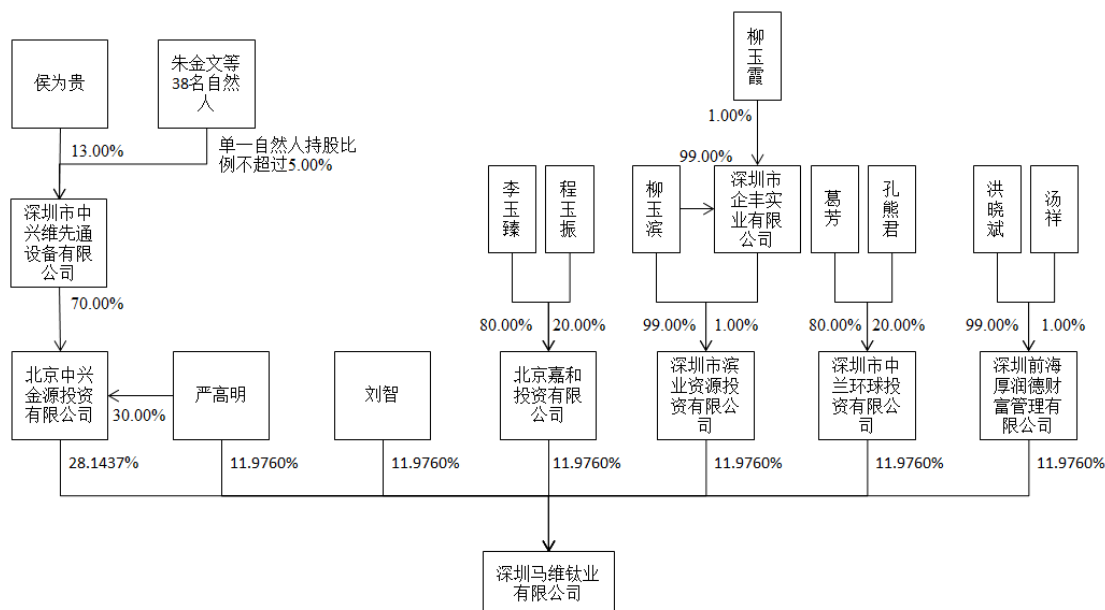 柳玉霞
侯为贵
朱金文等
38名自然
人
1.00%
13.00%
单一自然人持股比
例不超过5.00%
99.00%
深圳市中
兴维先通
设备有限
公司
李玉臻
程玉振
柳玉滨
深圳市
企丰实
业有限
公司
葛芳
孔熊君
洪晓斌
汤祥
70.00%
80.00%
20.00%
99.00%
1.00%
80.00%
20.00%
99.00%
1.00%
北京中兴
金源投资
有限公司
30.00%
严高明
刘智
北京嘉和
投资有限
公司
深圳市滨
业资源投
资有限公
司
深圳市中
兰环球投
资有限公
司
深圳前海
厚润德财
富管理有
限公司
28.1437%
11.9760%
11.9760%
11.9760%
11.9760%
11.9760%
11.9760%
深圳马维钛业
有限公司